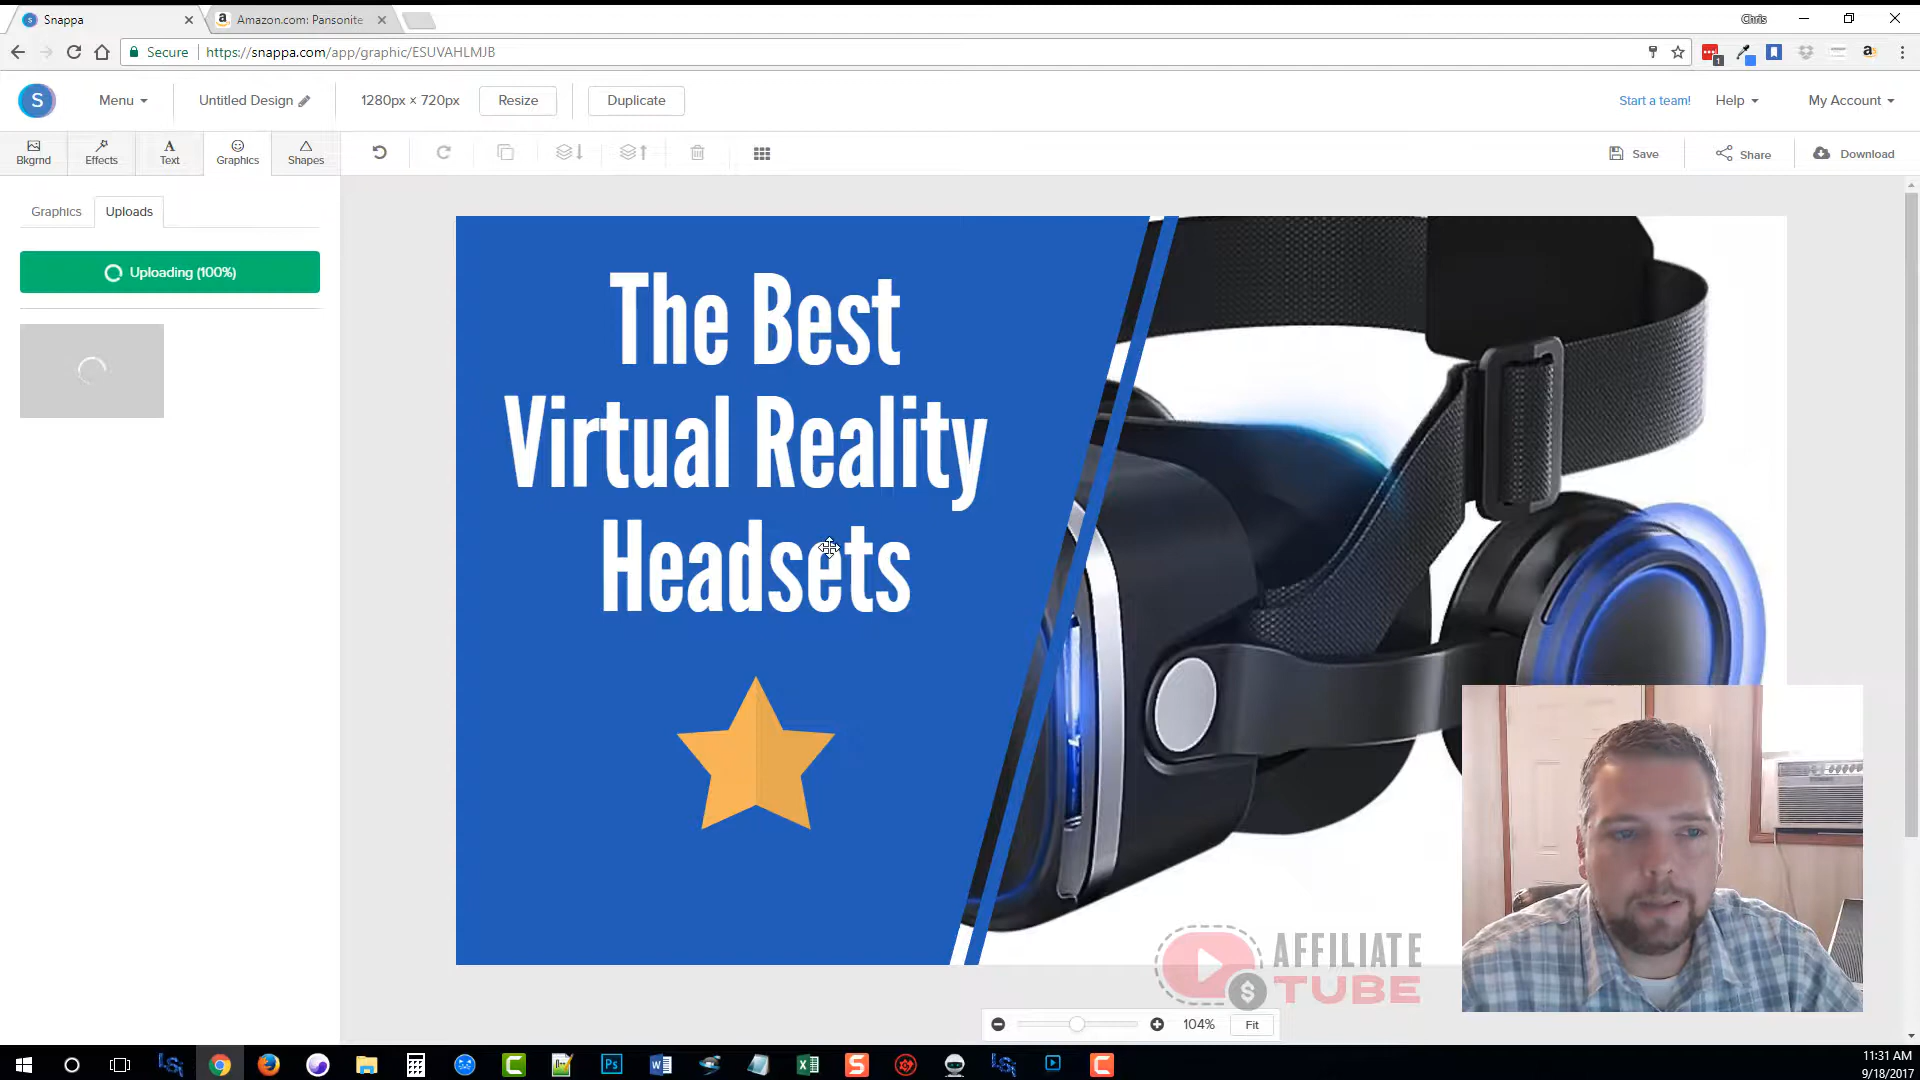 Snappa
Amazon.com: Pansonite
Chris
Secure
https://snappa.com/app/graphic/ESUVAHLMJB
1
S
Menu
Untitled Design
1280px × 720px
Resize
Duplicate
Start a team!
Help
My Account
Bkgrnd
Effects
Text
Graphics
Shapes
Save
Share
Download
Graphics
Uploads
Uploading (100%)
The Best
Virtual Reality
Headsets
AFFILIATE
TUBE
$
104%
Fit
11:31 AM
9/18/2017